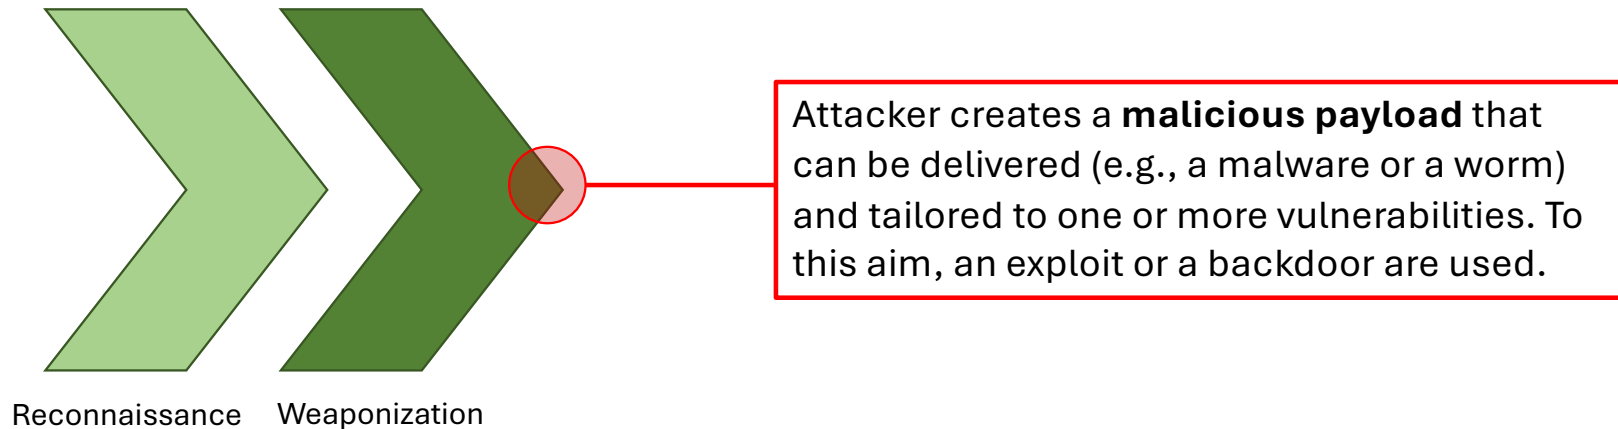 Attacker creates a malicious payload that
can be delivered (e.g., a malware or a worm)
and tailored to one or more vulnerabilities. To
this aim, an exploit or a backdoor are used.
Reconnaissance
Weaponization